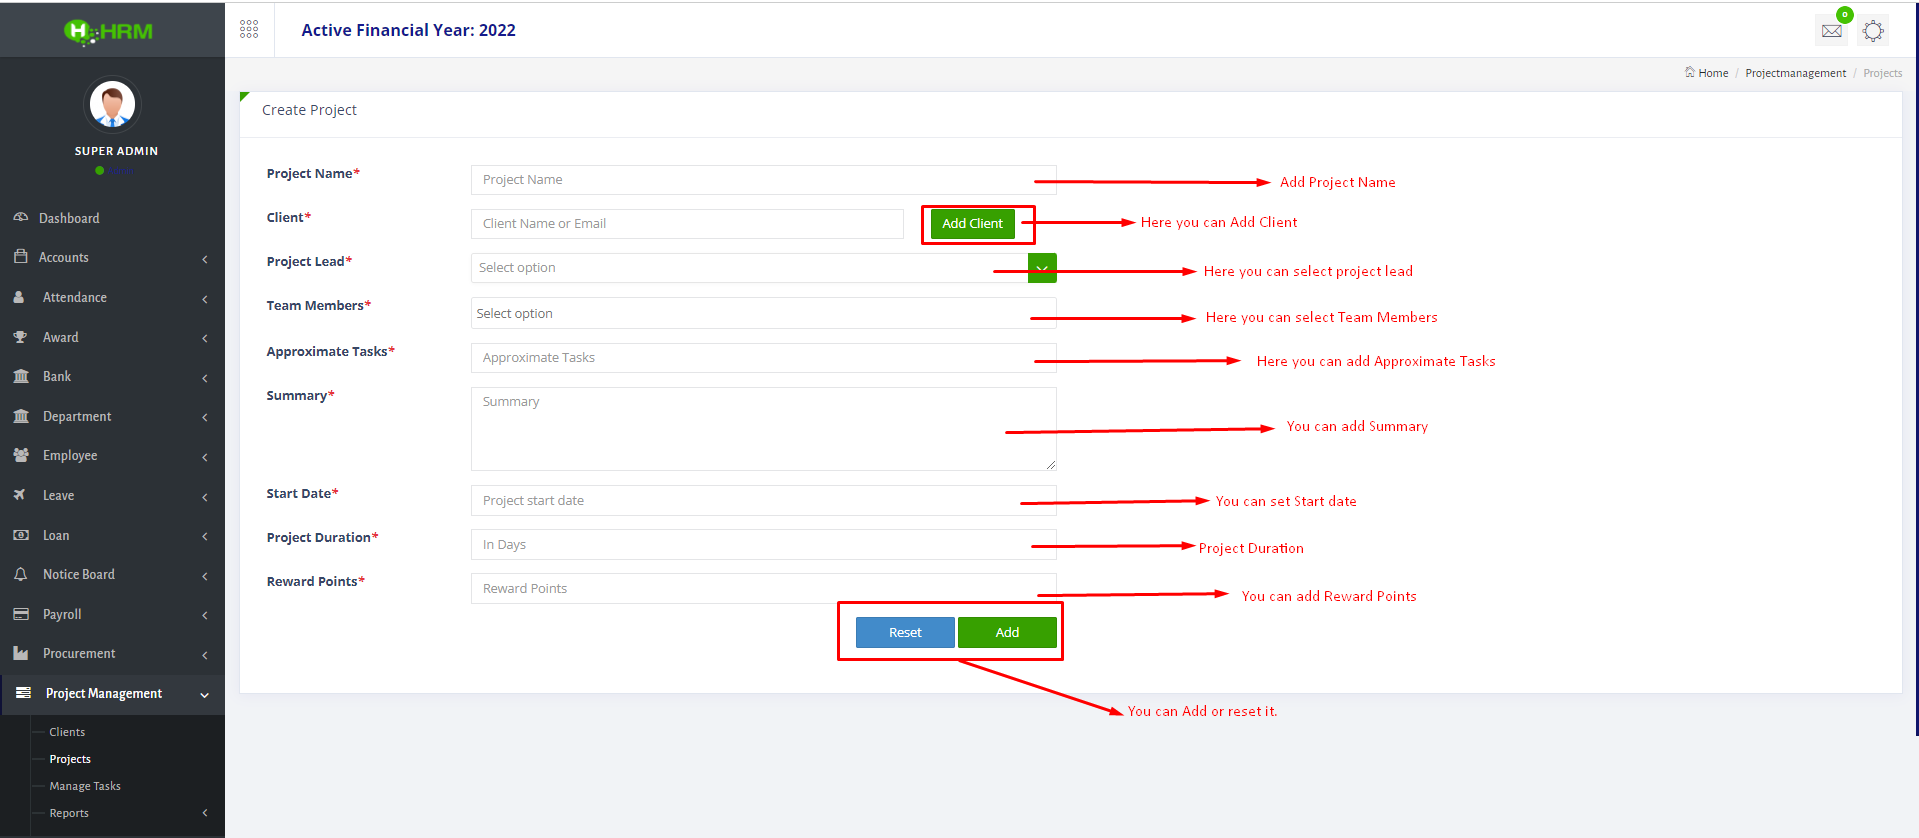 HRM
Active Financial Year: 2022
0
Home / Projectmanagement / Projects
SUPER ADMIN
Dashboard
Accounts
Attendance
Award
Bank
Department
Employee
Leave
Loan
Notice Board
Payroll
Procurement
Project Management
Clients
Projects
Manage Tasks
Reports
Create Project
Project Name* Project Name Add Project Name
Client* Client Name or Email Add Client Here you can Add Client
Project Lead* Select option Here you can select project lead
Team Members* Select option Here you can select Team Members
Approximate Tasks* Approximate Tasks Here you can add Approximate Tasks
Summary* Summary You can add Summary
Start Date* Project start date You can set Start date
Project Duration* In Days Project Duration
Reward Points* Reward Points You can add Reward Points
Reset Add
You can Add or reset it.